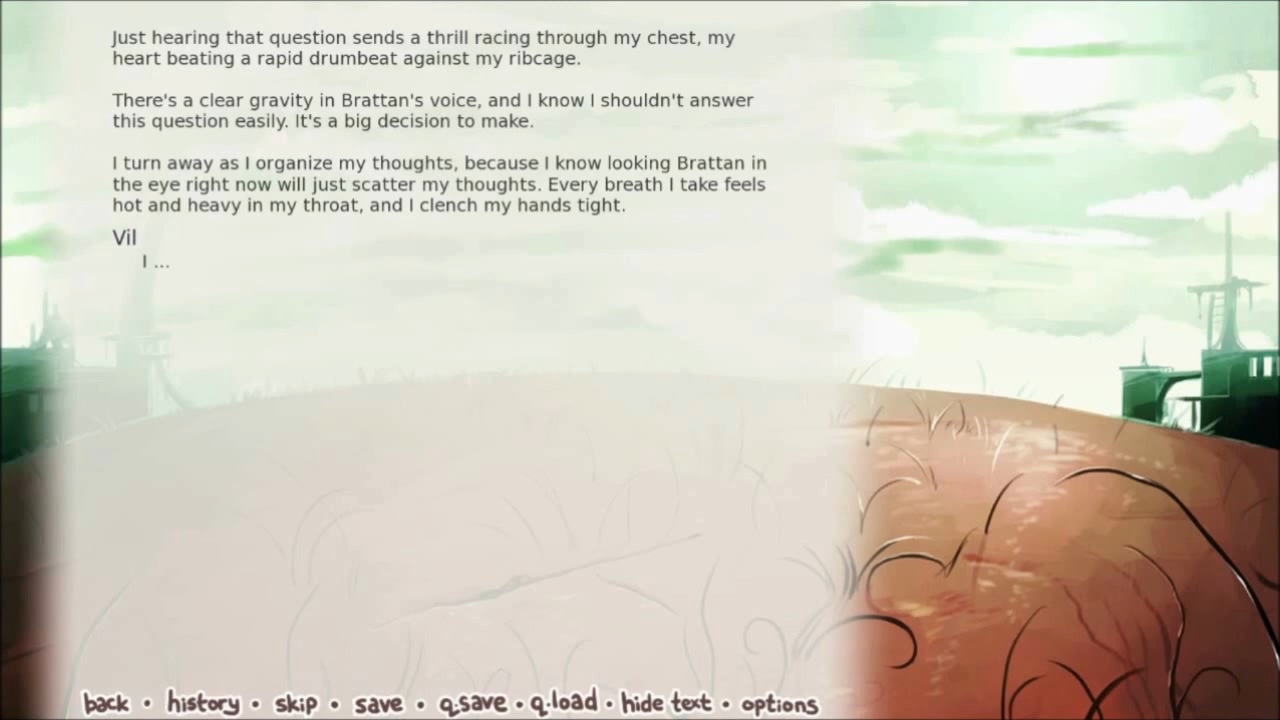 Just hearing that question sends a thrill racing through my chest, my
heart beating a rapid drumbeat against my ribcage.
There's a clear gravity in Brattan's voice, and I know I shouldn't answer
this question easily. It's a big decision to make.
I turn away as I organize my thoughts, because I know looking Brattan in
the eye right now will just scatter my thoughts. Every breath I take feels
hot and heavy in my throat, and I clench my hands tight.
Vil
I ...
back • history • skip • save • q.save • q.load • hide text • options